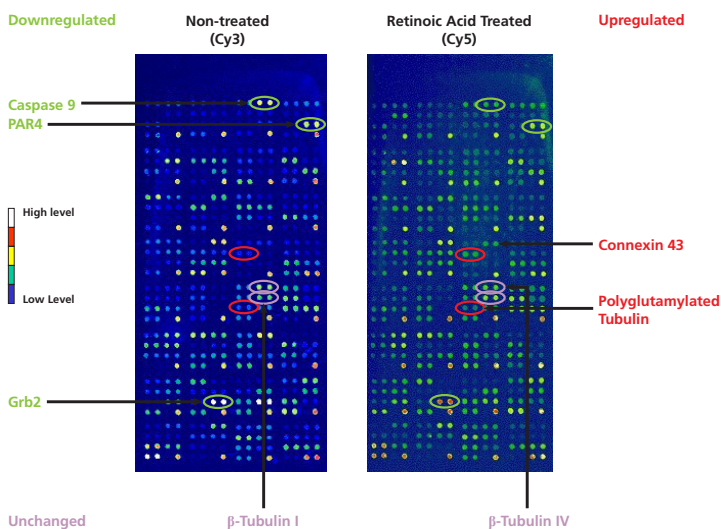 Downregulated
Non-treated
(Cy3)
Retinoic Acid Treated
(Cy5)
Upregulated
Caspase 9
PAR4
High level
Low Level
Connexin 43
Polyglutamylated
Tubulin
Grb2
Unchanged
β-Tubulin I
β-Tubulin IV